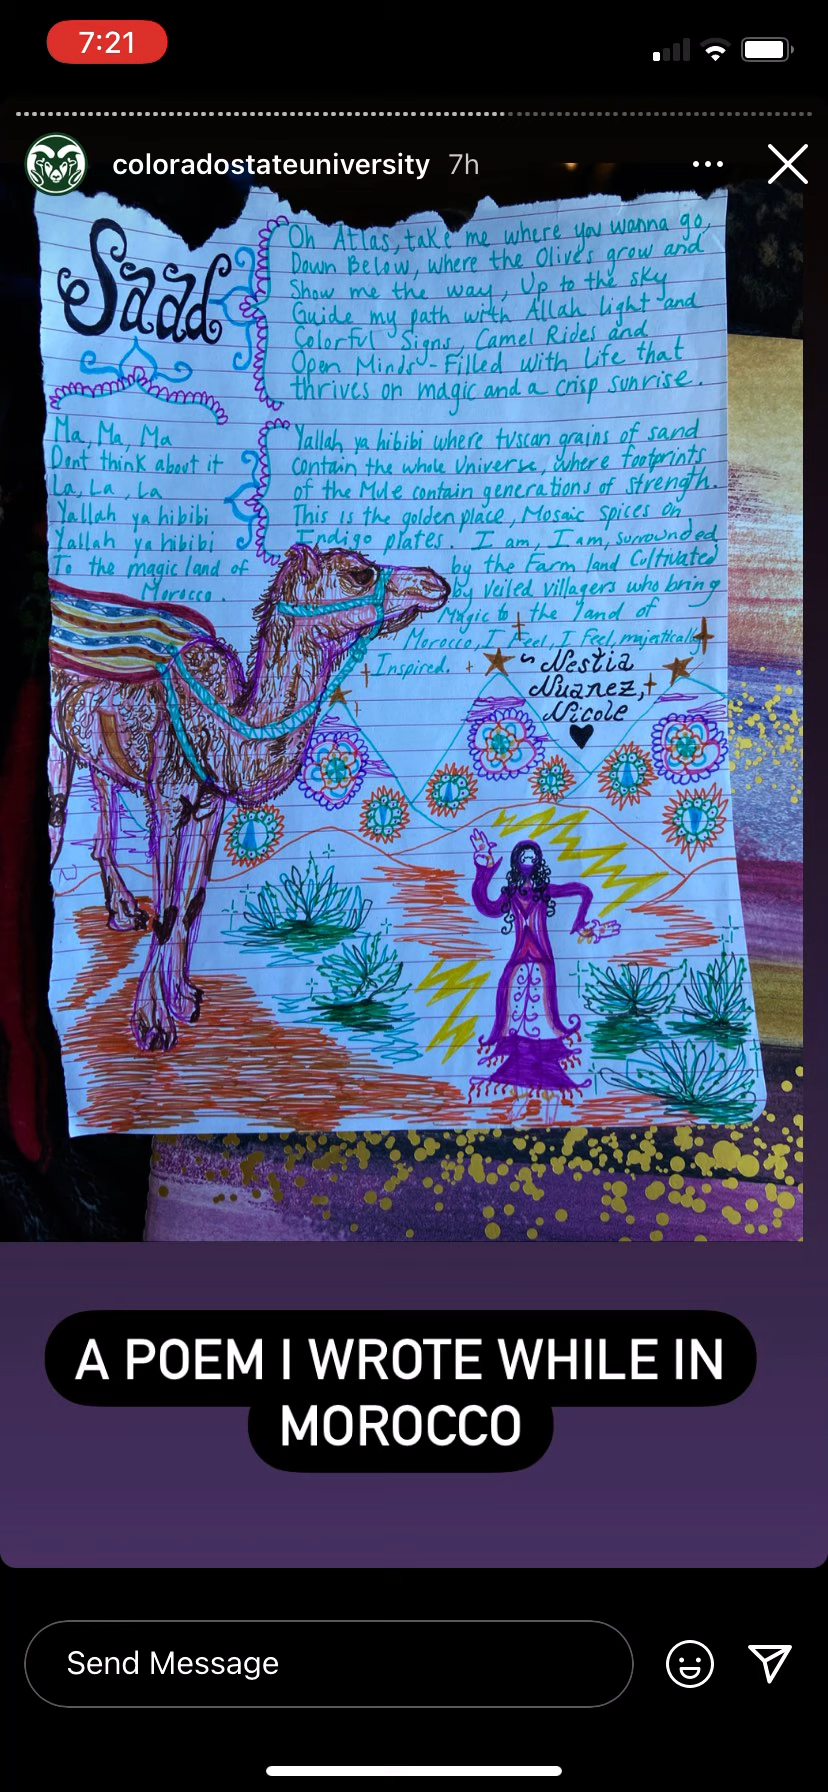 7:21
coloradostateuniversity 7h
Saad
Oh Atlas, take me where you wanna go,
Down Below, where the Olives grow and
Show me the way, Up to the sky
Guide my path with Allah light and
Colorful Signs, Camel Rides and
Open Minds - Filled with life that
thrives on magic and a crisp sunrise.
Ma, Ma, Ma
Dont think about it
La, La, La
Yallah ya hibibi
Yallah ya hibibi
To the magic land of
Morocco.
Yallah ya hibibi where tuscan grains of sand
contain the whole Universe, where footprints
of the Mule contain generations of strength.
This is the golden place, Mosaic spices on
Endigo plates. I am, I am, surrounded
by the Farm land Cultivated
by veiled villagers who bring
Magic to the land of
Morocco, I Feel, I Feel, majestically
Inspired.
~ Nestia
Nuanez,
Nicole
A POEM I WROTE WHILE IN
MOROCCO
Send Message